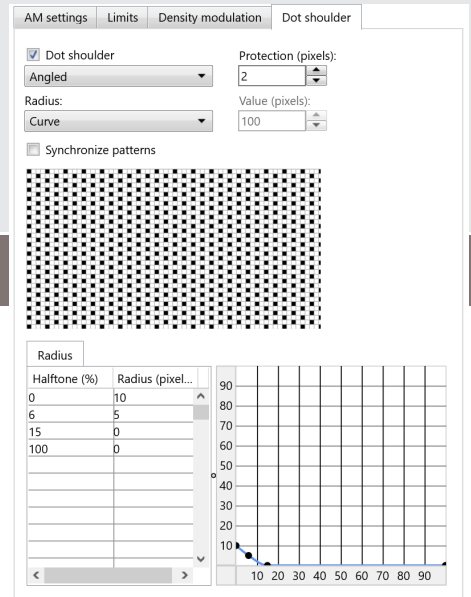 AM settings Limits Density modulation Dot shoulder
Dot shoulder Protection (pixels):
Angled 2
Radius: Value (pixels):
Curve 100
Synchronize patterns
Radius
Halftone (%) Radius (pixel...
0 10
6 5
15 0
100 0
90
80
70
60
50
40
30
20
10
10 20 30 40 50 60 70 80 90